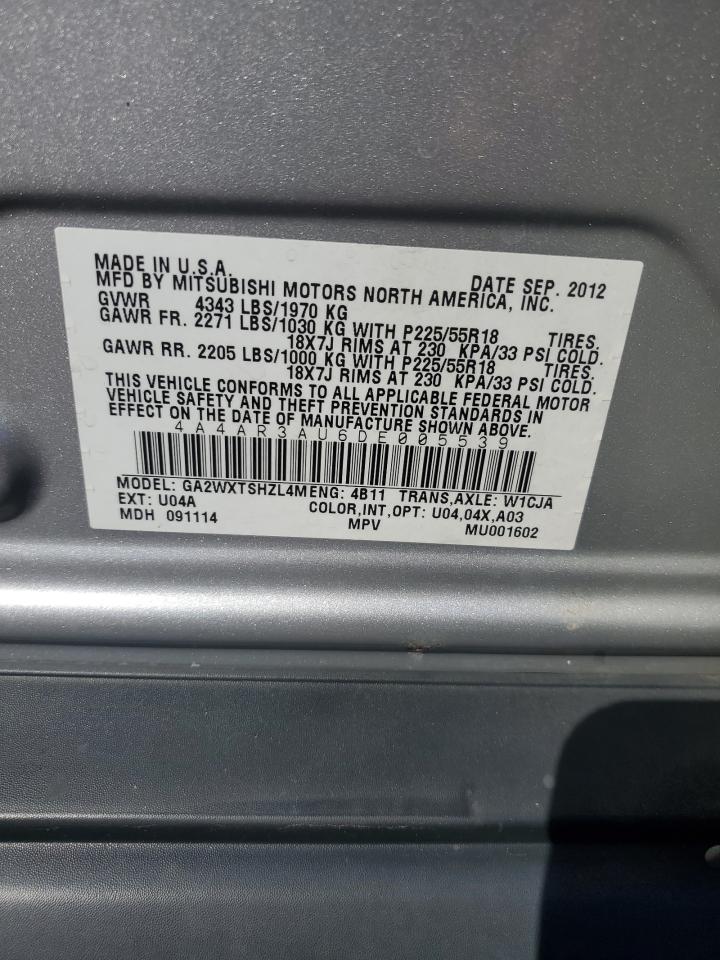 MADE IN U.S.A. DATE SEP. 2012
MFD BY MITSUBISHI MOTORS NORTH AMERICA, INC.
GVWR 4343 LBS/1970 KG
GAWR FR. 2271 LBS/1030 KG WITH P225/55R18 TIRES.
18X7J RIMS AT 230 KPA/33 PSI COLD.
GAWR RR. 2205 LBS/1000 KG WITH P225/55R18 TIRES.
18X7J RIMS AT 230 KPA/33 PSI COLD.
THIS VEHICLE CONFORMS TO ALL APPLICABLE FEDERAL MOTOR
VEHICLE SAFETY AND THEFT PREVENTION STANDARDS IN
EFFECT ON THE DATE OF MANUFACTURE SHOWN ABOVE.
4A4AR3AU6DE005539
MODEL: GA2WXTSHZL4MENG: 4B11 TRANS,AXLE: W1CJA
EXT: U04A COLOR,INT,OPT: U04,04X,A03
MDH 091114 MPV MU001602